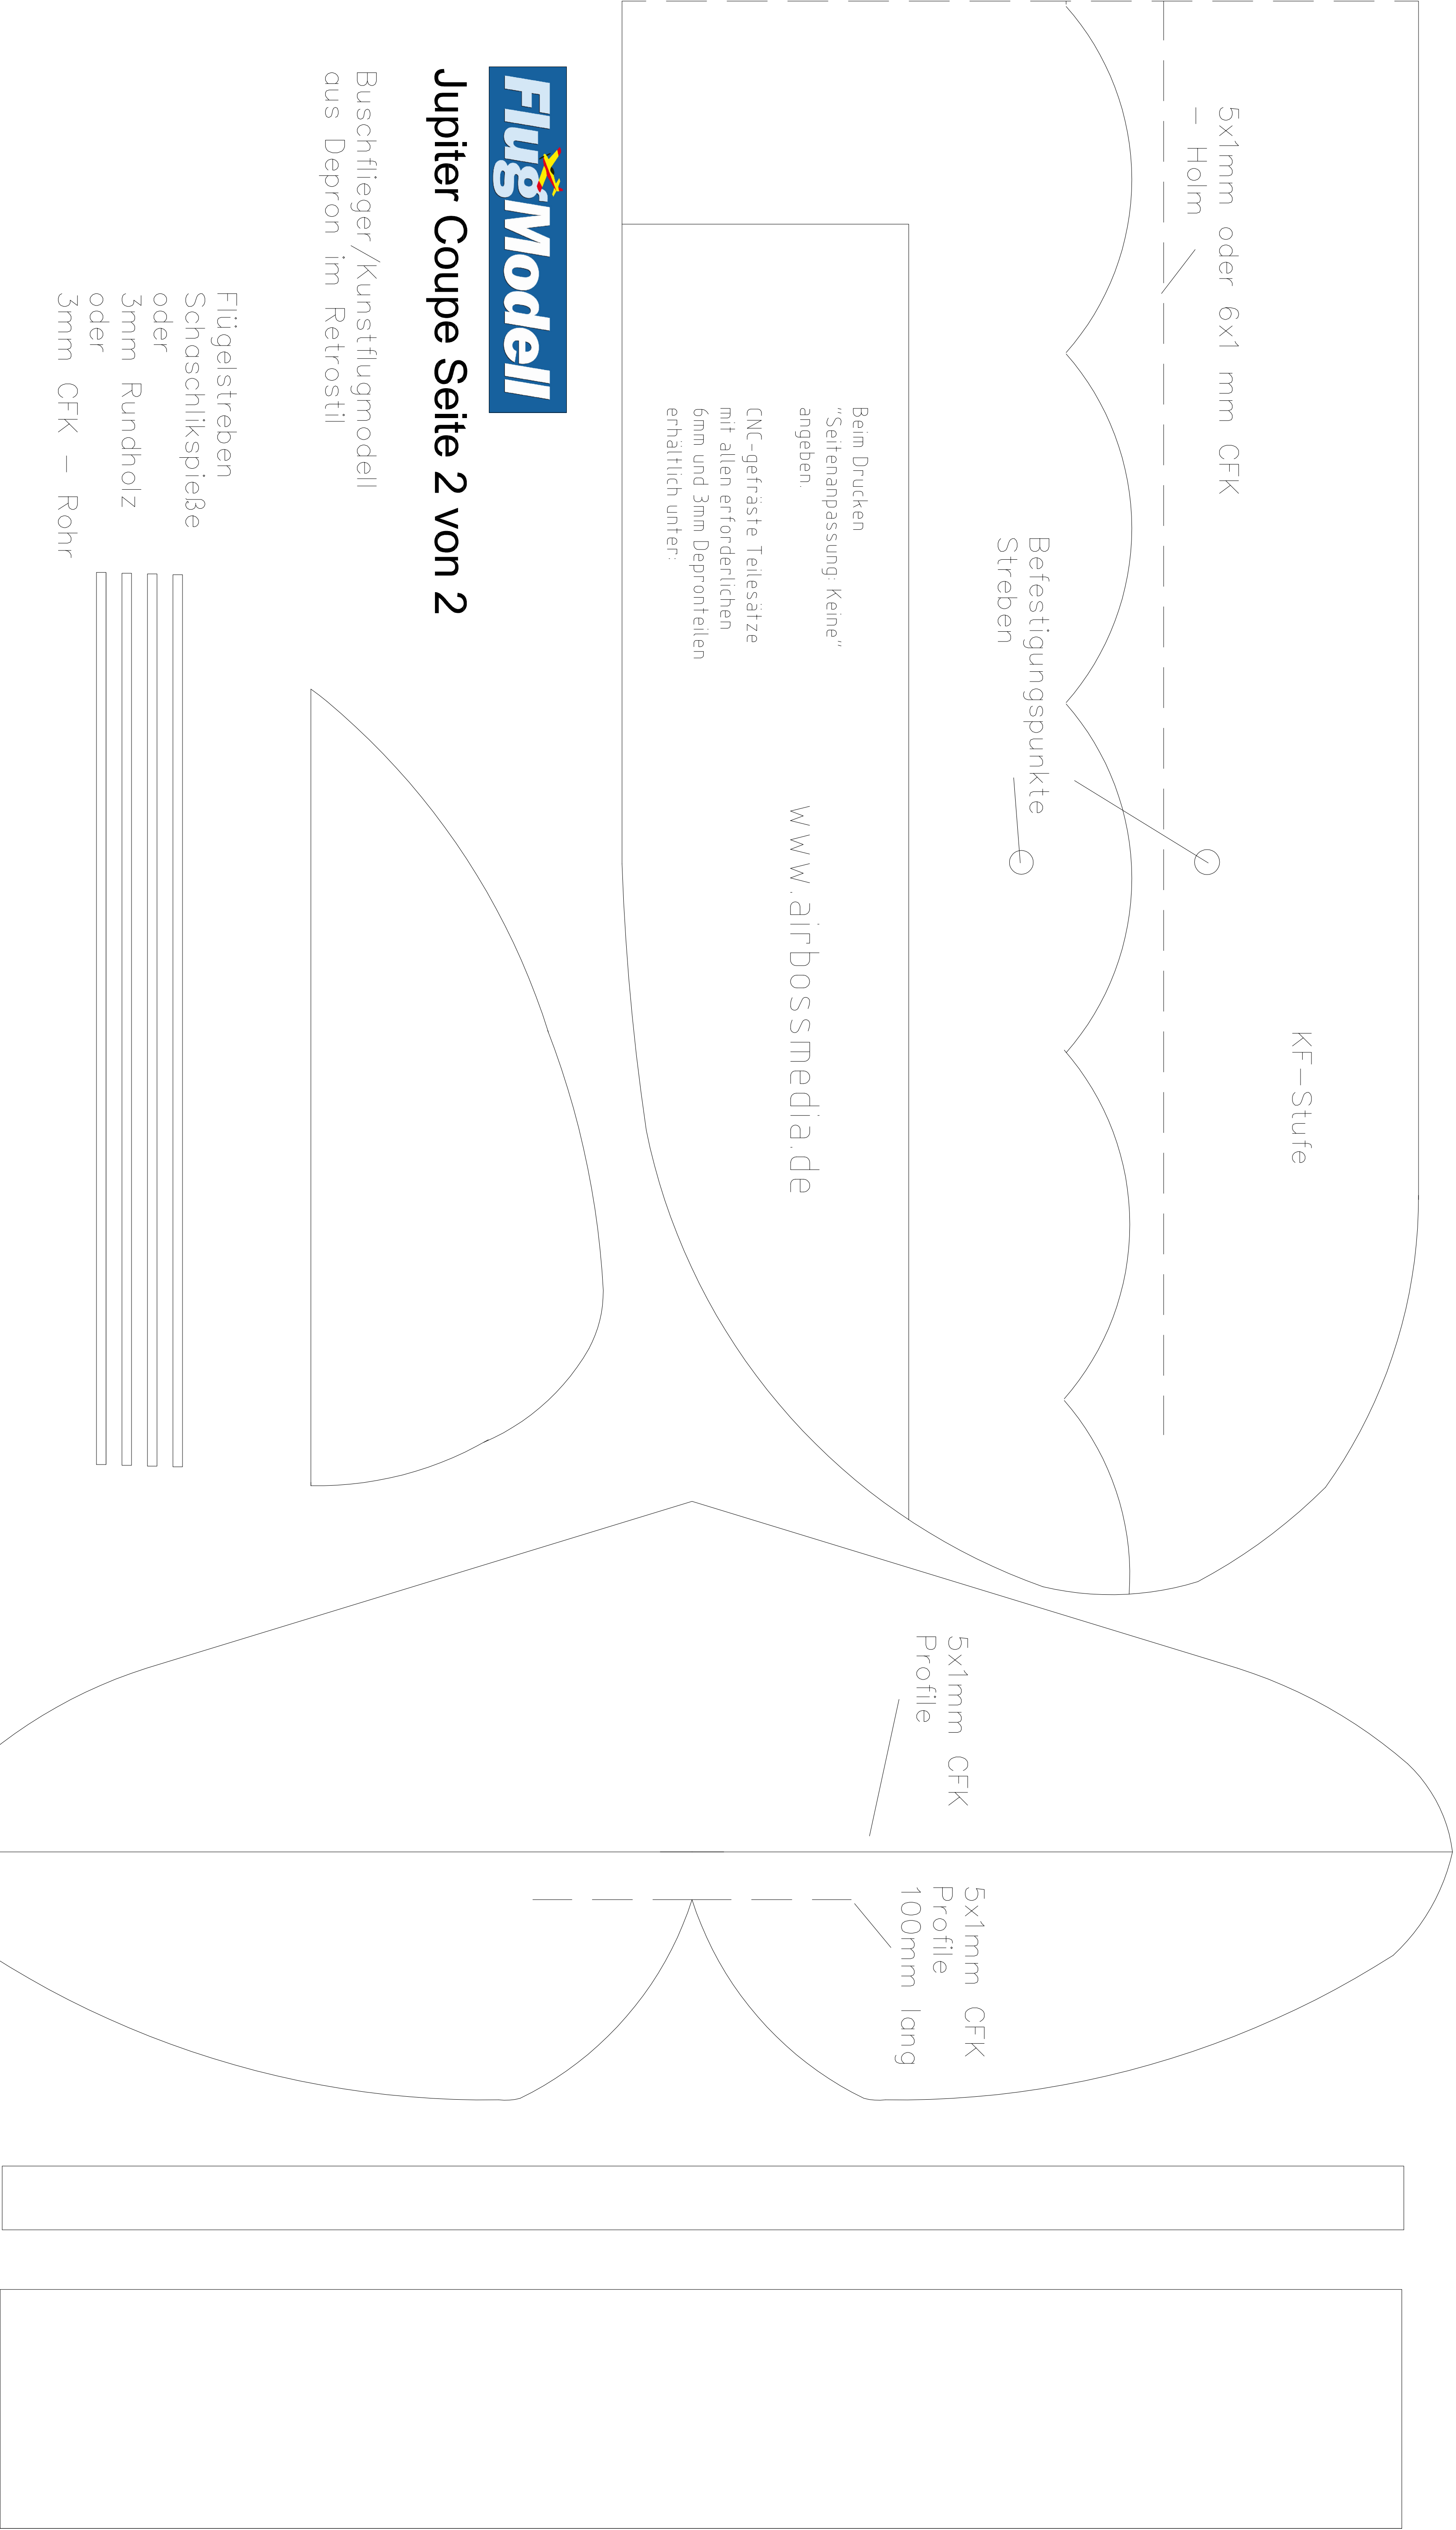 5x1mm oder 6x1 mm CFK
- Holm
KF-Stufe
Befestigungspunkte
Streben
Beim Drucken
"Seitenanpassung: Keine"
angeben.
CNC-gefräste Teilesätze
mit allen erforderlichen
6mm und 3mm Depronteilen
erhältlich unter:
www.airbossmedia.de
FlugModell
Jupiter Coupe Seite 2 von 2
Buschflieger/Kunstflugmodell
aus Depron im Retrostil
Flügelstreben
Schaschlikspieße
oder
3mm Rundholz
oder
3mm CFK - Rohr
5x1mm CFK
Profile
5x1mm CFK
Profile
100mm lang